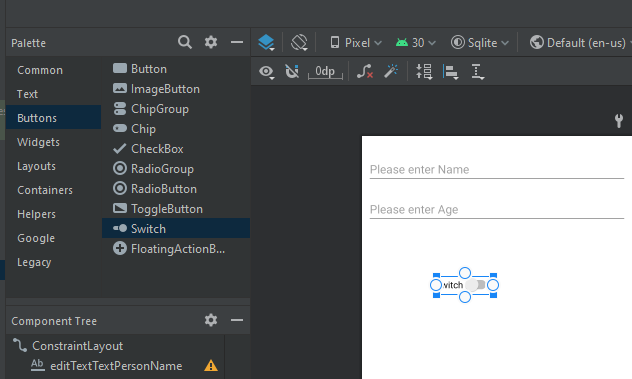 Palette
Pixel
30
Sqlite
Default (en-us)
Common
Text
Buttons
Widgets
Layouts
Containers
Helpers
Google
Legacy
Button
ImageButton
ChipGroup
Chip
CheckBox
RadioGroup
RadioButton
ToggleButton
Switch
FloatingActionB...
0dp
Please enter Name
Please enter Age
witch
Component Tree
ConstraintLayout
Ab editTextTextPersonName